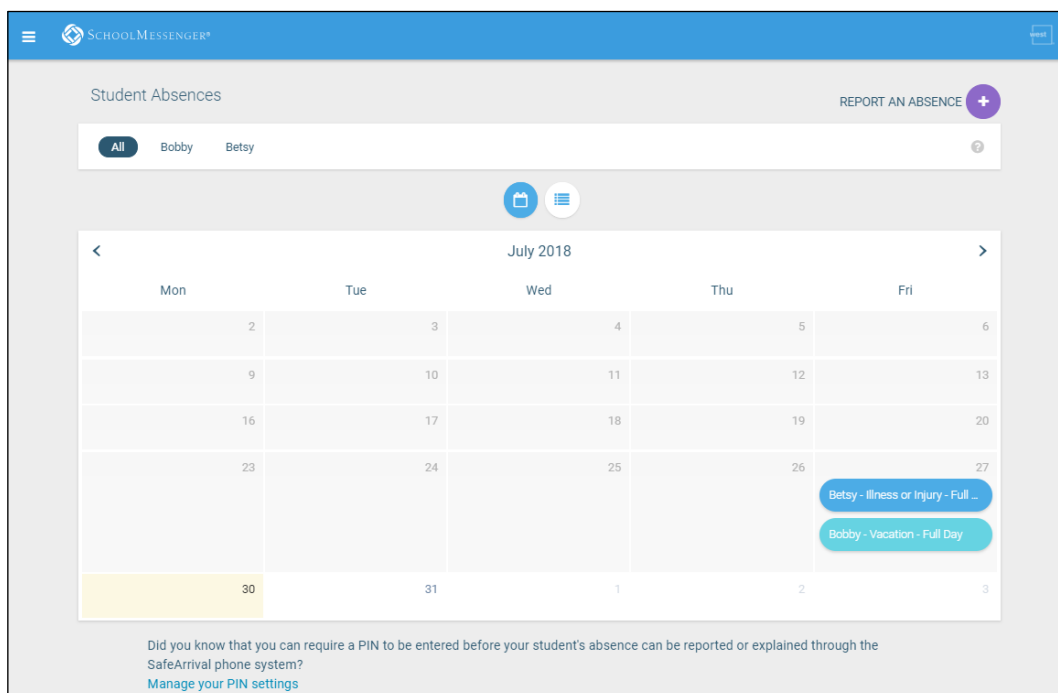 SCHOOLMESSENGER®
west
Student Absences
REPORT AN ABSENCE +
All Bobby Betsy ?
July 2018
Mon Tue Wed Thu Fri
2 3 4 5 6
9 10 11 12 13
16 17 18 19 20
23 24 25 26 27
Betsy - Illness or Injury - Full ...
Bobby - Vacation - Full Day
30 31 1 2 3
Did you know that you can require a PIN to be entered before your student's absence can be reported or explained through the
SafeArrival phone system?
Manage your PIN settings